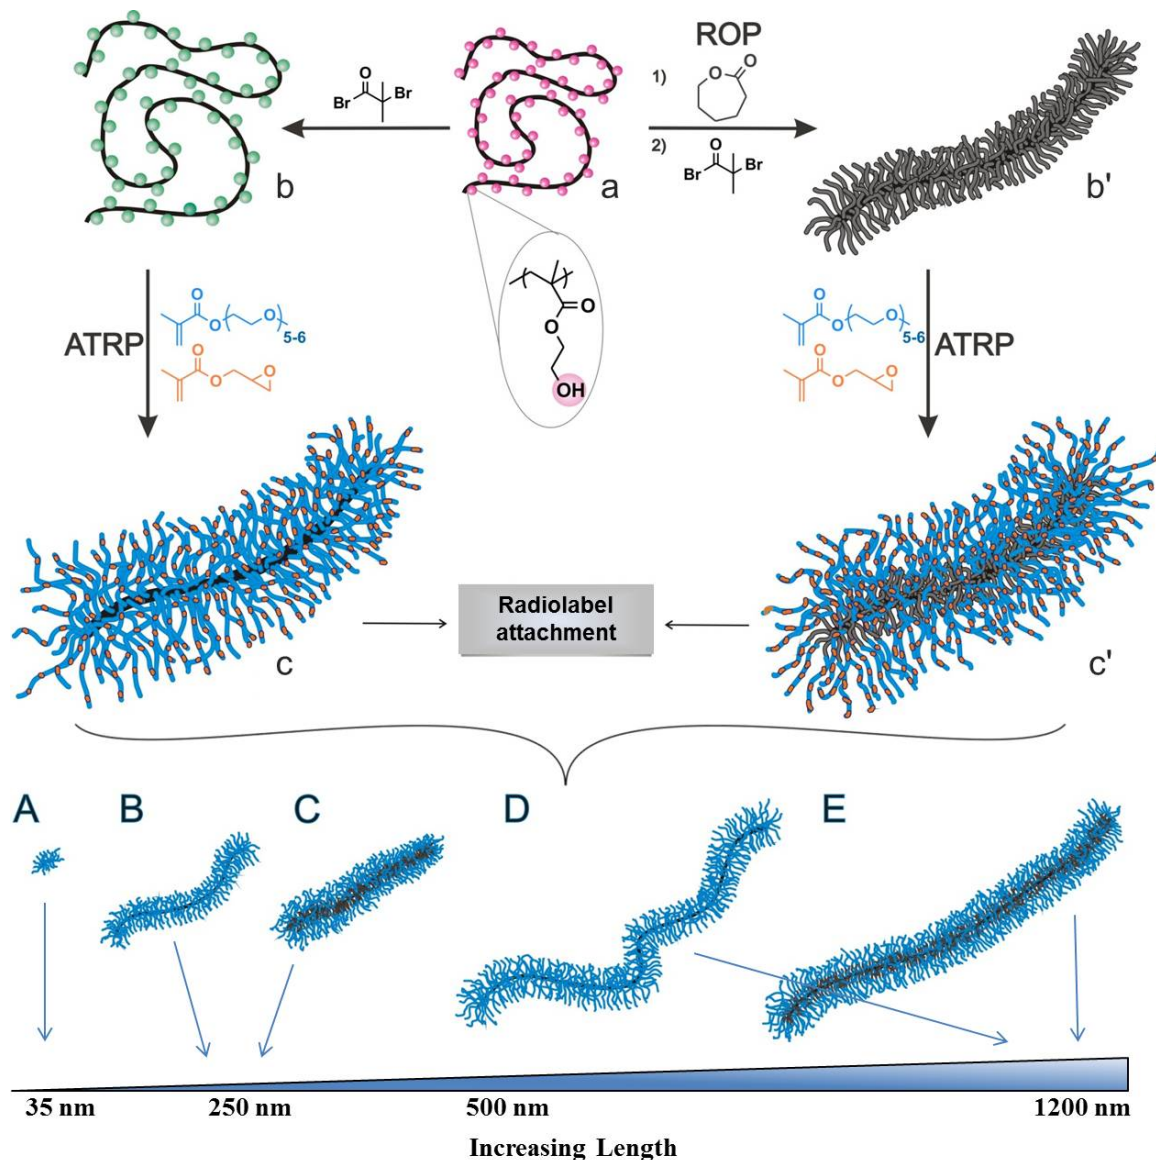 ROP
1)
O
O
O
Br
Br
2)
O
Br
Br
b
a
b'
O
O
OH
ATRP
O
O
O
5-6
O
O
O
O
O
O
5-6
ATRP
O
O
O
Radiolabel
attachment
c
c'
A
B
C
D
E
35 nm
250 nm
500 nm
1200 nm
Increasing Length